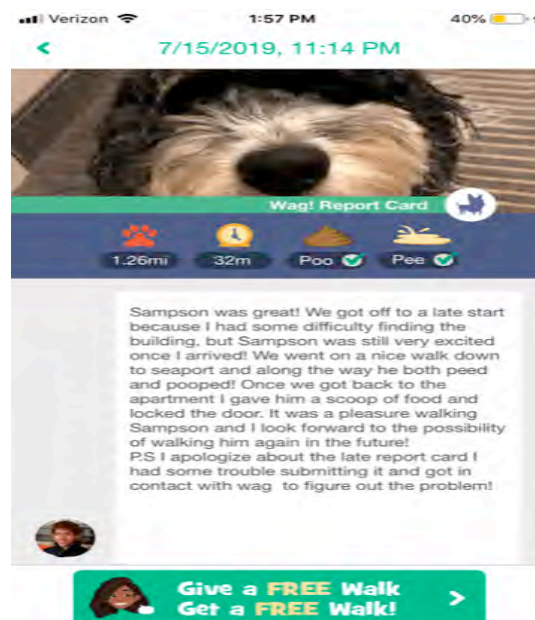 Verizon 1:57 PM 40%
7/15/2019, 11:14 PM
Wag! Report Card
1.26mi 32m Poo Pee
Sampson was great! We got off to a late start
because I had some difficulty finding the
building, but Sampson was still very excited
once I arrived! We went on a nice walk down
to seaport and along the way he both peed
and pooped! Once we got back to the
apartment I gave him a scoop of food and
locked the door. It was a pleasure walking
Sampson and I look forward to the possibility
of walking him again in the future!
P.S I apologize about the late report card I
had some trouble submitting it and got in
contact with wag to figure out the problem!
Give a FREE Walk
Get a FREE Walk!